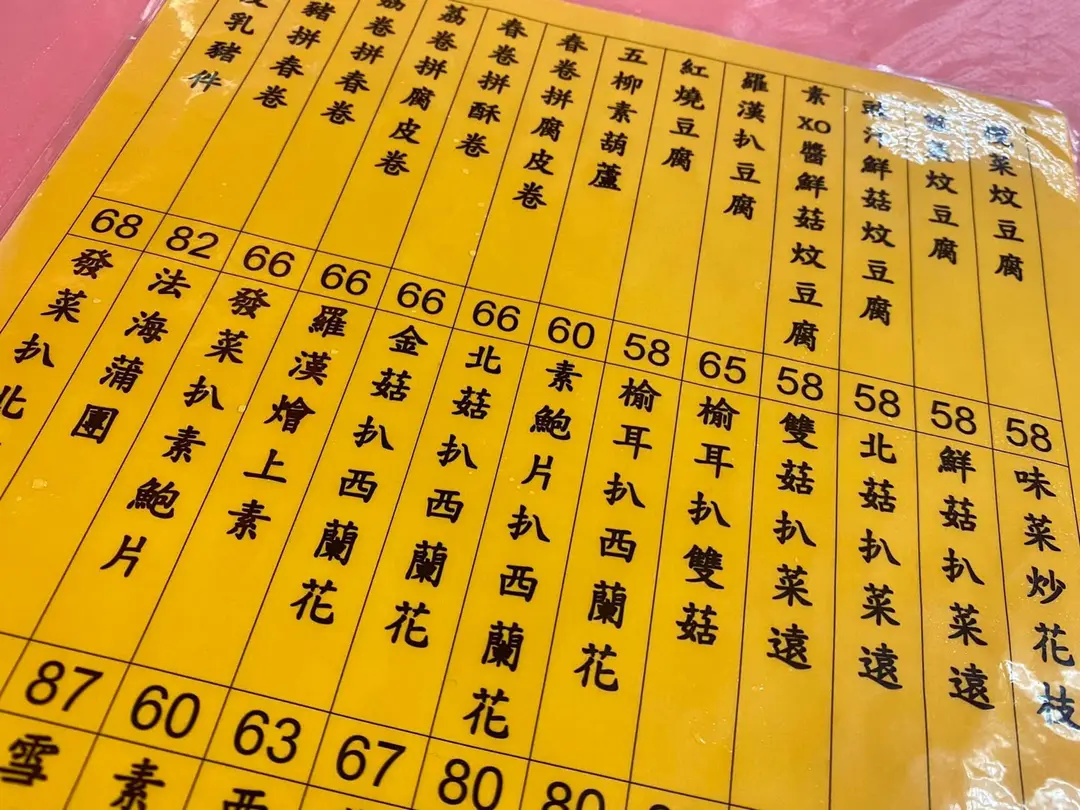 菜炆豆腐
炆豆腐
汁鮮菇炆豆腐
素XO醬鮮菇炆豆腐
羅漢扒豆腐
紅燒豆腐
五柳素葫蘆
春卷拼腐皮卷
春卷拼酥卷
荔卷拼腐皮卷
荔卷拼春卷
豬拼春卷
乳豬件
58
58
58
58
65
58
60
66
66
66
66
82
68
味菜炒花枝
鮮菇扒菜遠
北菇扒菜遠
雙菇扒菜遠
榆耳扒雙菇
榆耳扒西蘭花
素鮑片扒西蘭花
北菇扒西蘭花
金菇扒西蘭花
羅漢燴上素
發菜扒素鮑片
法海蒲團
發菜扒北
80
80
67
63
60
87
西
素
雪